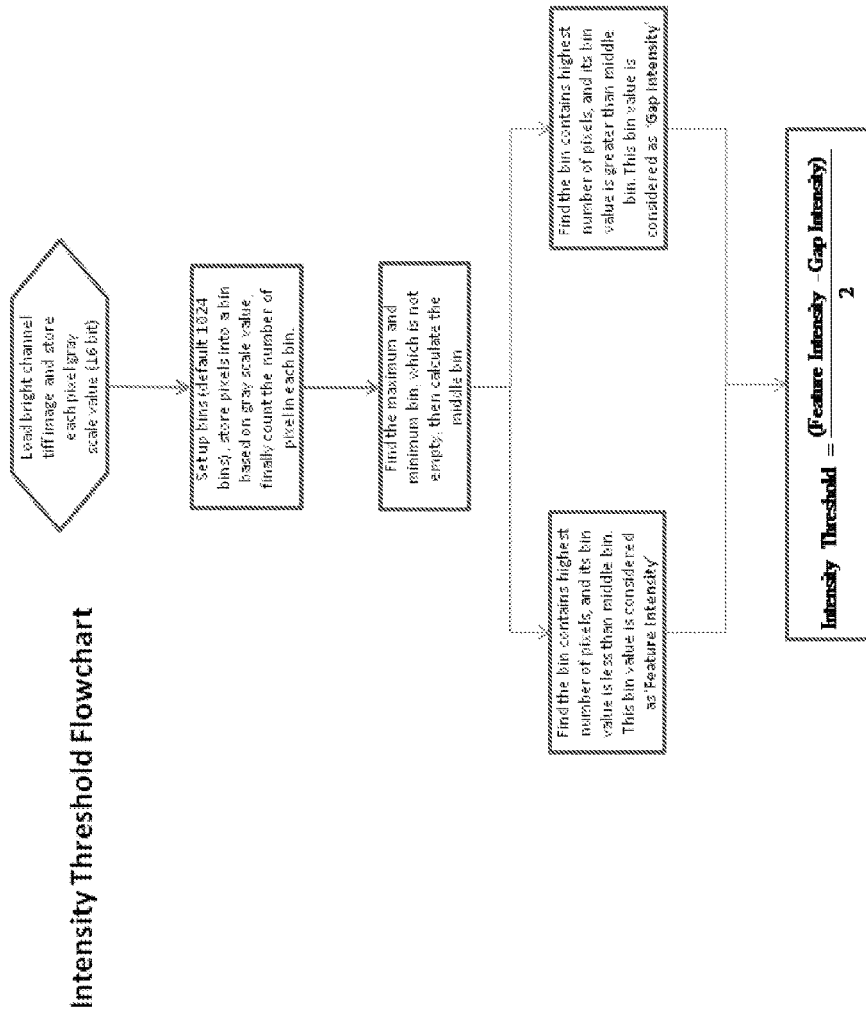 Intensity Threshold Flowchart
Load bright channel
tiff image and store
each pixel gray
scale value (16 bit)
Setup bins (default 1024
bins), store pixels into a bin
based on gray scale value,
finally count the number of
pixel in each bin.
Find the maximum and
minimum bin, which is not
empty, then calculate the
middle bin
Find the bin contains highest
number of pixels, and its bin
value is less than middle bin.
This bin value is considered
as 'Feature Intensity'
Find the bin contains highest
number of pixels, and its bin
value is greater than middle
bin. This bin value is
considered as 'Gap Intensity'
Intensity Threshold = (Feature Intensity - Gap Intensity)
2